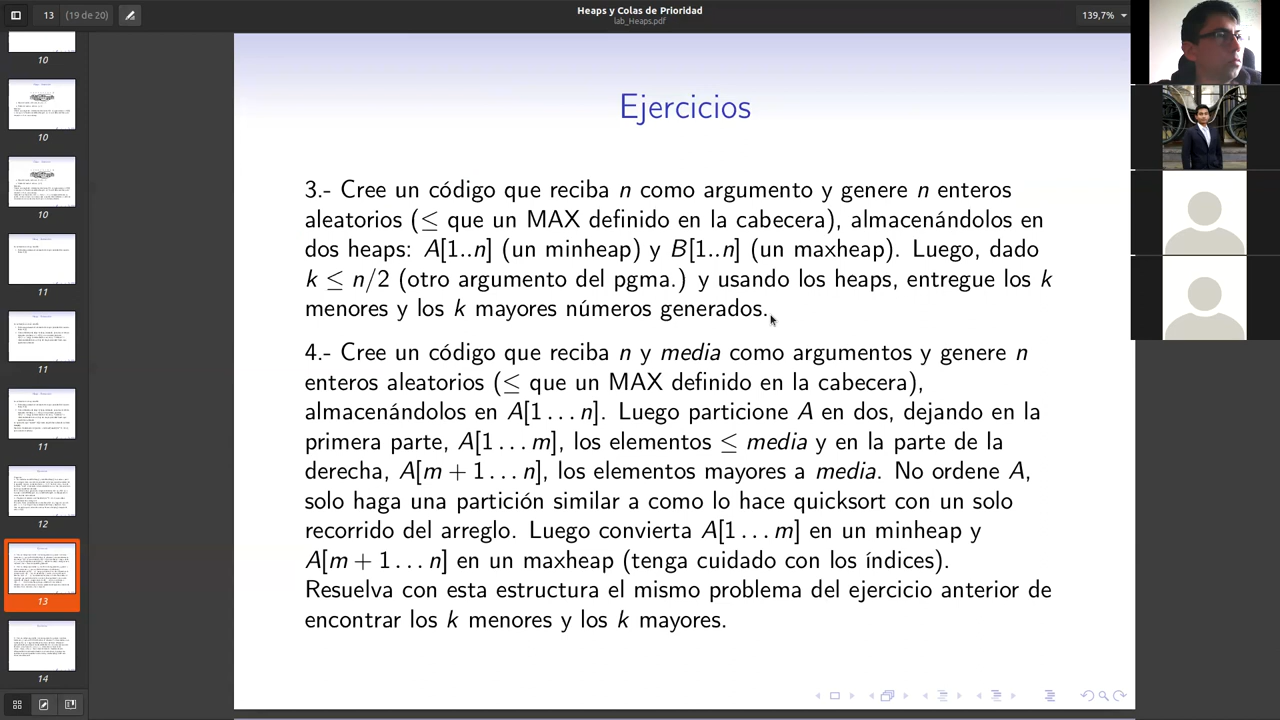 13 (19 de 20)
Heaps y Colas de Prioridad
lab_Heaps.pdf
139,7%
10
10
10
11
11
11
12
13
14
Ejercicios
3.- Cree un código que reciba n como argumento y genere n enteros
aleatorios (≤ que un MAX definido en la cabecera), almacenándolos en
dos heaps: A[1..n] (un minheap) y B[1..n] (un maxheap). Luego, dado
k ≤ n/2 (otro argumento del pgma.) y usando los heaps, entregue los k
menores y los k mayores números generados.
4.- Cree un código que reciba n y media como argumentos y genere n
enteros aleatorios (≤ que un MAX definido en la cabecera),
almacenándolos en A[1...n]. Luego particione A en dos, dejando en la
primera parte, A[1...m], los elementos ≤ media y en la parte de la
derecha, A[m + 1...n], los elementos mayores a media. No ordene A,
solo haga una partición similar a como lo hace quicksort con un solo
recorrido del arreglo. Luego convierta A[1...m] en un minheap y
A[m + 1...n] en un maxheap (tenga cuidado con los índices).
Resuelva con esta estructura el mismo problema del ejercicio anterior de
encontrar los k menores y los k mayores.